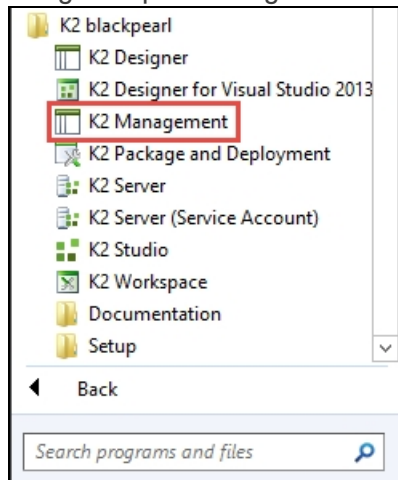 K2 blackpearl
K2 Designer
K2 Designer for Visual Studio 2013
K2 Management
K2 Package and Deployment
K2 Server
K2 Server (Service Account)
K2 Studio
K2 Workspace
Documentation
Setup
Back
Search programs and files